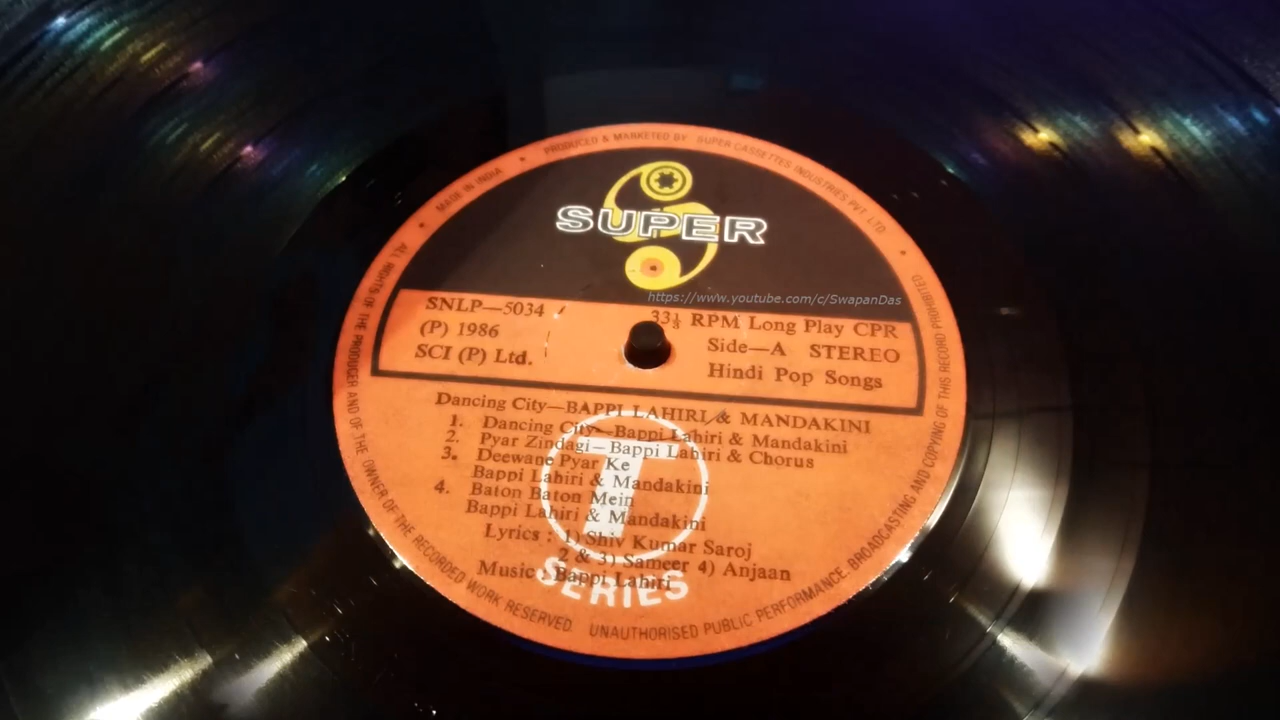 MADE IN INDIA • PRODUCED & MARKETED BY SUPER CASSETTES INDUSTRIES PVT. LTD.
SUPER
https://www.youtube.com/c/SwapanDas
SNLP—5034
(P) 1986
SCI (P) Ltd.
33⅓ RPM Long Play CPR
Side—A STEREO
Hindi Pop Songs
Dancing City—BAPPI LAHIRI & MANDAKINI
1. Dancing City—Bappi Lahiri & Mandakini
2. Pyar Zindagi—Bappi Lahiri & Chorus
3. Deewane Pyar Ke
Bappi Lahiri & Mandakini
4. Baton Baton Mein
Bappi Lahiri & Mandakini
Lyrics : 1) Shiv Kumar Saroj
2 & 3) Sameer 4) Anjaan
Music : Bappi Lahiri
T
SERIES
ALL RIGHTS OF THE PRODUCER AND OF THE OWNER OF THE RECORDED WORK RESERVED. UNAUTHORISED PUBLIC PERFORMANCE. BROADCASTING AND COPYING OF THIS RECORD PROHIBITED